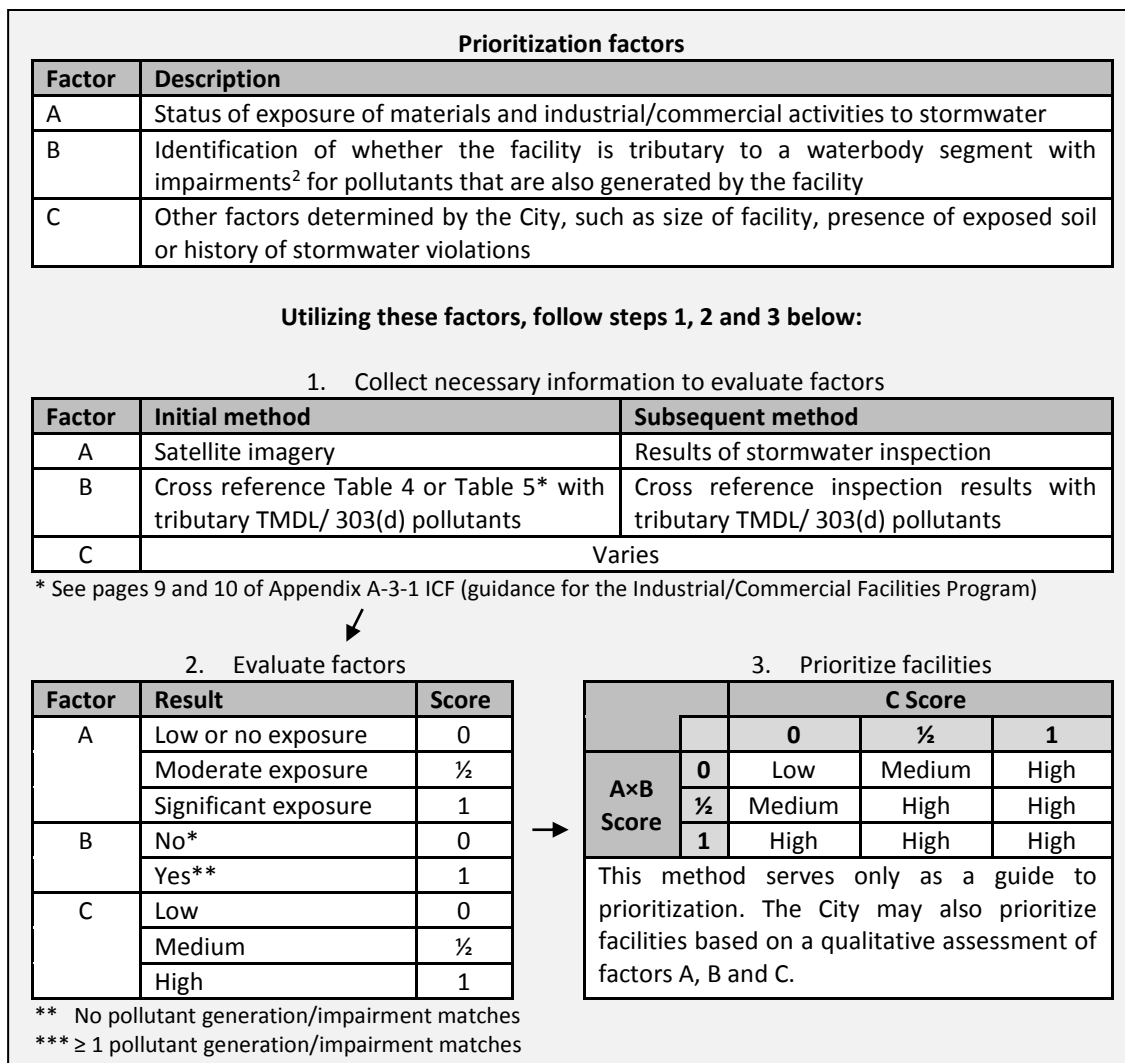 Prioritization factors
Factor Description
A Status of exposure of materials and industrial/commercial activities to stormwater
B Identification of whether the facility is tributary to a waterbody segment with
impairments² for pollutants that are also generated by the facility
C Other factors determined by the City, such as size of facility, presence of exposed soil
or history of stormwater violations
Utilizing these factors, follow steps 1, 2 and 3 below:
1. Collect necessary information to evaluate factors
Factor Initial method Subsequent method
A Satellite imagery Results of stormwater inspection
B Cross reference Table 4 or Table 5* with Cross reference inspection results with
tributary TMDL/ 303(d) pollutants tributary TMDL/ 303(d) pollutants
C Varies
* See pages 9 and 10 of Appendix A-3-1 ICF (guidance for the Industrial/Commercial Facilities Program)
2. Evaluate factors
Factor Result Score
A Low or no exposure 0
Moderate exposure ½
Significant exposure 1
B No* 0
Yes** 1
C Low 0
Medium ½
High 1
** No pollutant generation/impairment matches
*** ≥ 1 pollutant generation/impairment matches
3. Prioritize facilities
C Score
0 ½ 1
A×B Score
0 Low Medium High
½ Medium High High
1 High High High
This method serves only as a guide to
prioritization. The City may also prioritize
facilities based on a qualitative assessment of
factors A, B and C.